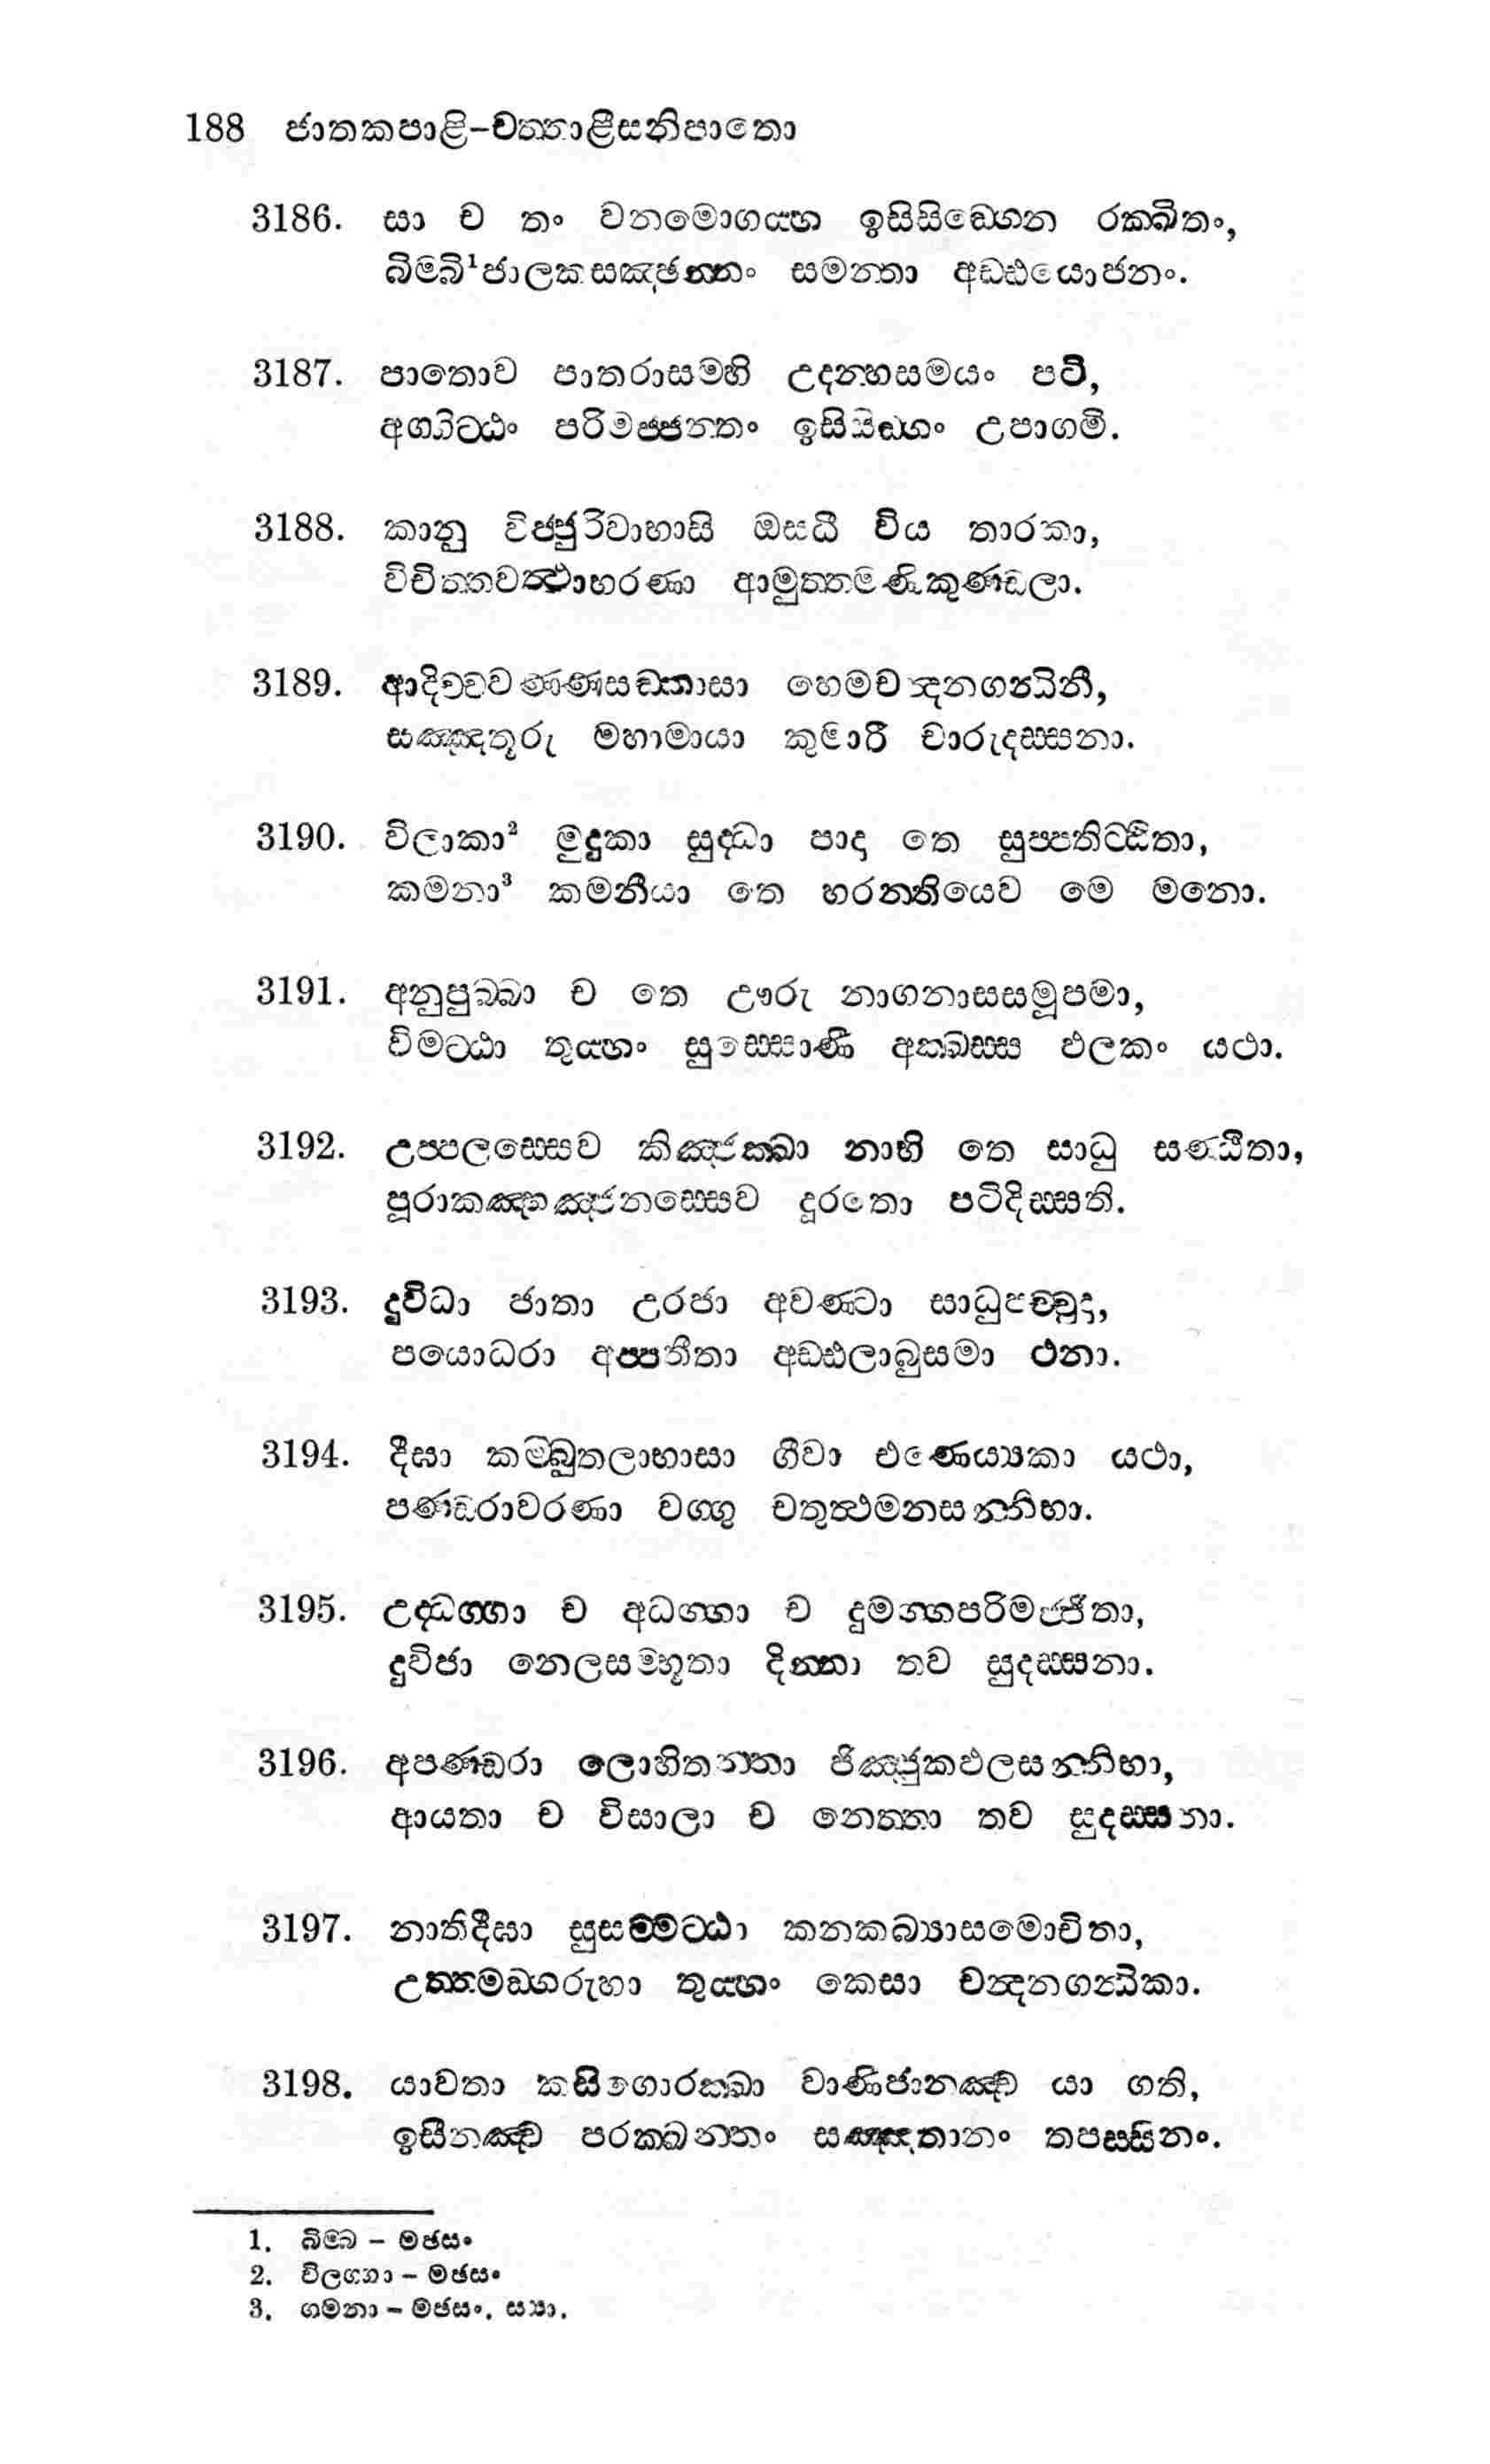 188 ජාතකපාළි-චත්තාළීසනිපාතො
3186. සා ච තං වනමොගය්හ ඉසිසිඞ්ගෙන රක්ඛිතං,
බිම්බි¹ජාලකසඤ්ඡන්නං සමන්තා අඩ්ඪයොජනං.
3187. පාතොව පාතරාසම්හි උදන්හසමයං පටි,
අග්ගිට්ඨං පරිමජ්ජන්තං ඉසිසිඞ්ගං උපාගමි.
3188. කානු විජ්ජුරිවාභාසි ඔසධී විය තාරකා,
විචිත්තවත්ථාභරණා ආමුත්තමණිකුණ්ඩලා.
3189. ආදිච්චවණ්ණසඞ්කාසා හෙමචන්දනගන්ධිනී,
සඤ්ඤතූරු මහාමායා කුමාරී චාරුදස්සනා.
3190. විලාකා² මුදුකා සුද්ධා පාදා තෙ සුප්පතිට්ඨිතා,
කමනා³ කමනීයා තෙ හරන්තියෙව මෙ මනො.
3191. අනුපුබ්බා ච තෙ ඌරු නාගනාසසමූපමා,
විමට්ඨා තුය්හං සුස්සොණී අක්ඛස්ස ඵලකං යථා.
3192. උප්පලස්සෙව කිඤ්ජක්ඛා නාභි තෙ සාධු සණ්ඨිතා,
පූරාකණ්හඤ්ජනස්සෙව දූරතො පටිදිස්සති.
3193. දුවිධා ජාතා උරජා අවණ්ටා සාධුපච්චුදා,
පයොධරා අප්පතීතා අඩ්ඪලාබුසමා ථනා.
3194. දීඝා කම්බුතලාභාසා ගීවා එණෙය්යකා යථා,
පණ්ඩරාවරණා වග්ගු චතුත්ථමනසන්නිභා.
3195. උද්ධග්ගා ච අධග්ගා ච දුමග්ගපරිමජ්ජිතා,
දුවිජා නෙලසම්භූතා දින්නා තව සුදස්සනා.
3196. අපණ්ඩරා ලොහිතන්තා ජිඤ්ජුකඵලසන්නිභා,
ආයතා ච විසාලා ච නෙත්තා තව සුදස්සනා.
3197. නාතිදීඝා සුසම්මට්ඨා කනකබ්යාසමොචිතා,
උත්තමඞ්ගරුහා තුය්හං කෙසා චන්දනගන්ධිකා.
3198. යාවතා කසිගොරක්ඛා වාණිජානඤ්ච යා ගති,
ඉසීනඤ්ච පරක්ඛන්තං සඤ්ඤතානං තපස්සිනං.
1. බිම්බ - මඡසං
2. විලග්ගා - මඡසං
3. ගමනා - මඡසං. ස්යා.